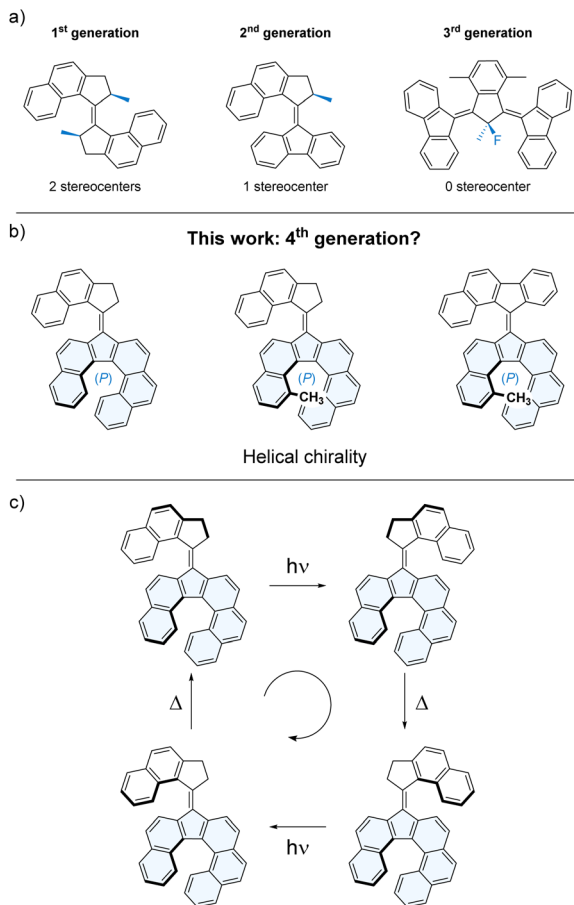 a)
1st generation
2nd generation
3rd generation
F
2 stereocenters
1 stereocenter
0 stereocenter
b)
This work: 4th generation?
(P)
(P)
(P)
CH3
CH3
Helical chirality
c)
hν
Δ
Δ
hν